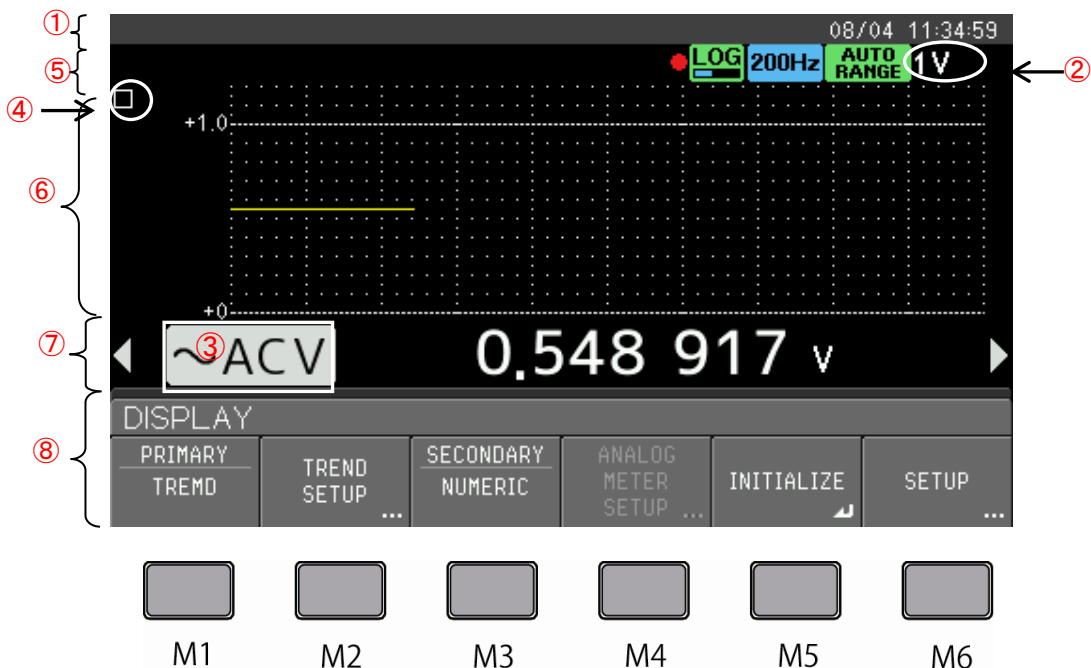 ①
08/04 11:34:59
⑤
LOG
200Hz
AUTO
RANGE
1V
②
④
+1.0
⑥
+0
⑦
③
~ACV
0.548 917 V
DISPLAY
⑧
PRIMARY
TREMD
TREND
SETUP
...
SECONDARY
NUMERIC
ANALOG
METER
SETUP ...
INITIALIZE
SETUP
...
M1
M2
M3
M4
M5
M6